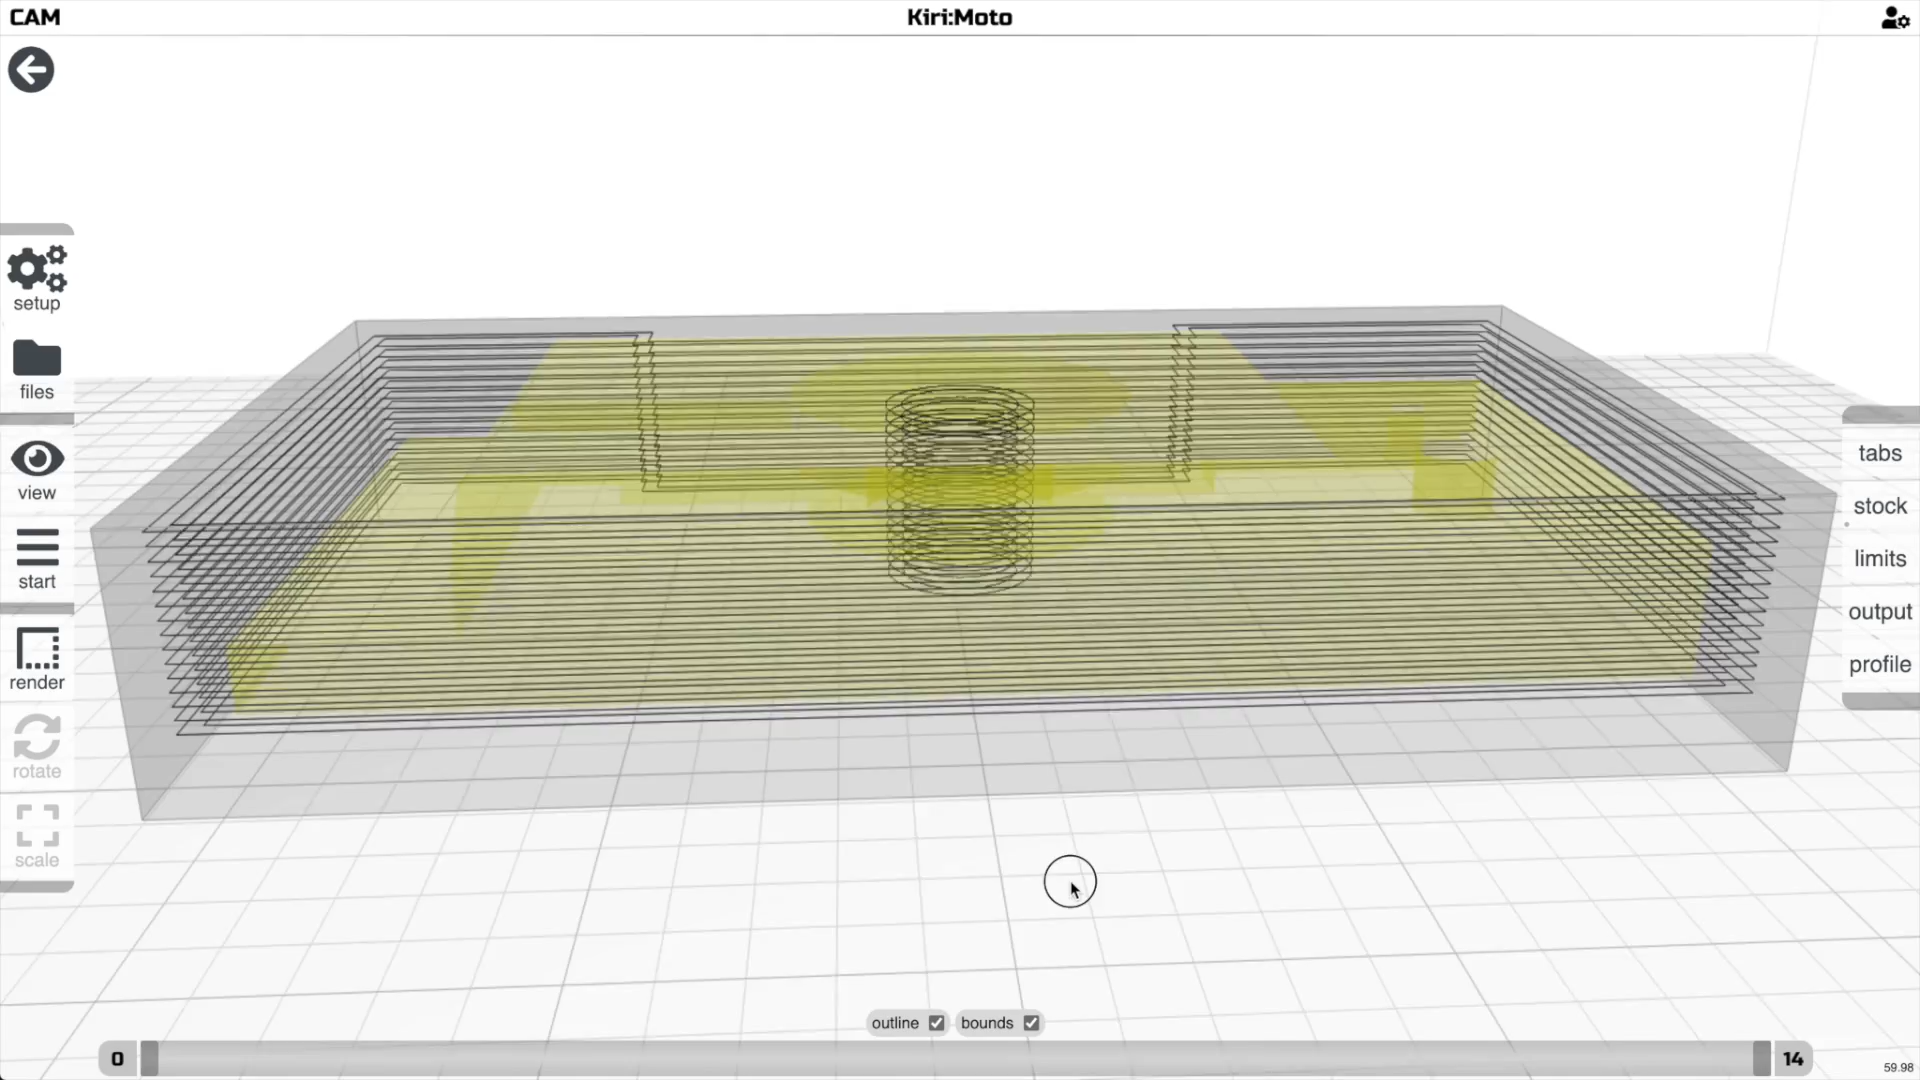 CAM
Kiri:Moto
setup
files
view
start
render
rotate
scale
tabs
stock
limits
output
profile
outline
bounds
0
14
59.98